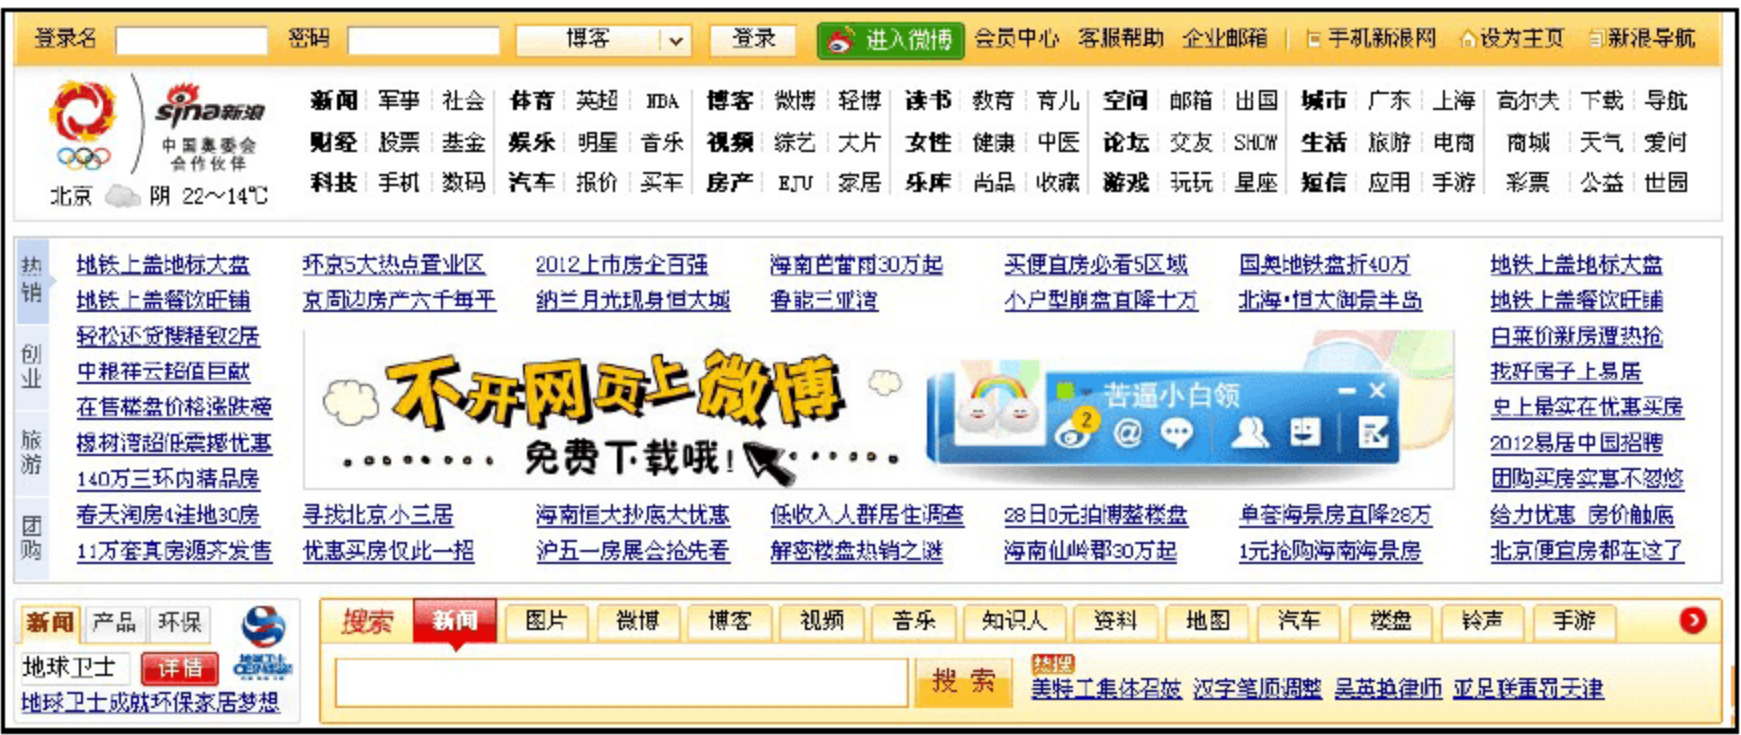 登录名 密码 博客 登录 进入微博 会员中心 客服帮助 企业邮箱 手机新浪网 设为主页 新浪导航
sina新浪
中国奥委会
合作伙伴
北京 阴 22～14℃
新闻 军事 社会 体育 英超 NBA 博客 微博 轻博 读书 教育 育儿 空间 邮箱 出国 城市 广东 上海 高尔夫 下载 导航
财经 股票 基金 娱乐 明星 音乐 视频 综艺 大片 女性 健康 中医 论坛 交友 SHOW 生活 旅游 电商 商城 天气 爱问
科技 手机 数码 汽车 报价 买车 房产 EJU 家居 乐库 尚品 收藏 游戏 玩玩 星座 短信 应用 手游 彩票 公益 世园
热销
创业
旅游
团购
地铁上盖地标大盘 环京5大热点置业区 2012上市房企百强 海南芭蕾雨30万起 买便宜房必看5区域 国奥地铁盘折40万 地铁上盖地标大盘
地铁上盖餐饮旺铺 京周边房产六千每平 纳兰月光现身恒大城 鲁能三亚湾 小户型崩盘直降十万 北海•恒大御景半岛 地铁上盖餐饮旺铺
轻松还贷搜精致2居 白菜价新房遭热抢
中粮祥云超值巨献 找好房子上易居
在售楼盘价格涨跌榜 史上最实在优惠买房
橡树湾超低震撼优惠 2012易居中国招聘
140万三环内精品房 团购买房实惠不忽悠
不开网页上微博
免费下载哦!
苦逼小白领
2
@
春天淘房4洼地30房 寻找北京小三居 海南恒大抄底大优惠 低收入人群居住调查 28日0元拍博鳌楼盘 单套海景房直降28万 给力优惠 房价触底
11万套真房源齐发售 优惠买房仅此一招 沪五一房展会抢先看 解密楼盘热销之谜 海南仙岭郡30万起 1元抢购海南海景房 北京便宜房都在这了
新闻 产品 环保
地球卫士 详情
地球卫士成就环保家居梦想
搜索 新闻 图片 微博 博客 视频 音乐 知识人 资料 地图 汽车 楼盘 铃声 手游
搜索
热搜
美特工集体召妓 汉字笔顺调整 吴英换律师 亚足联重罚天津